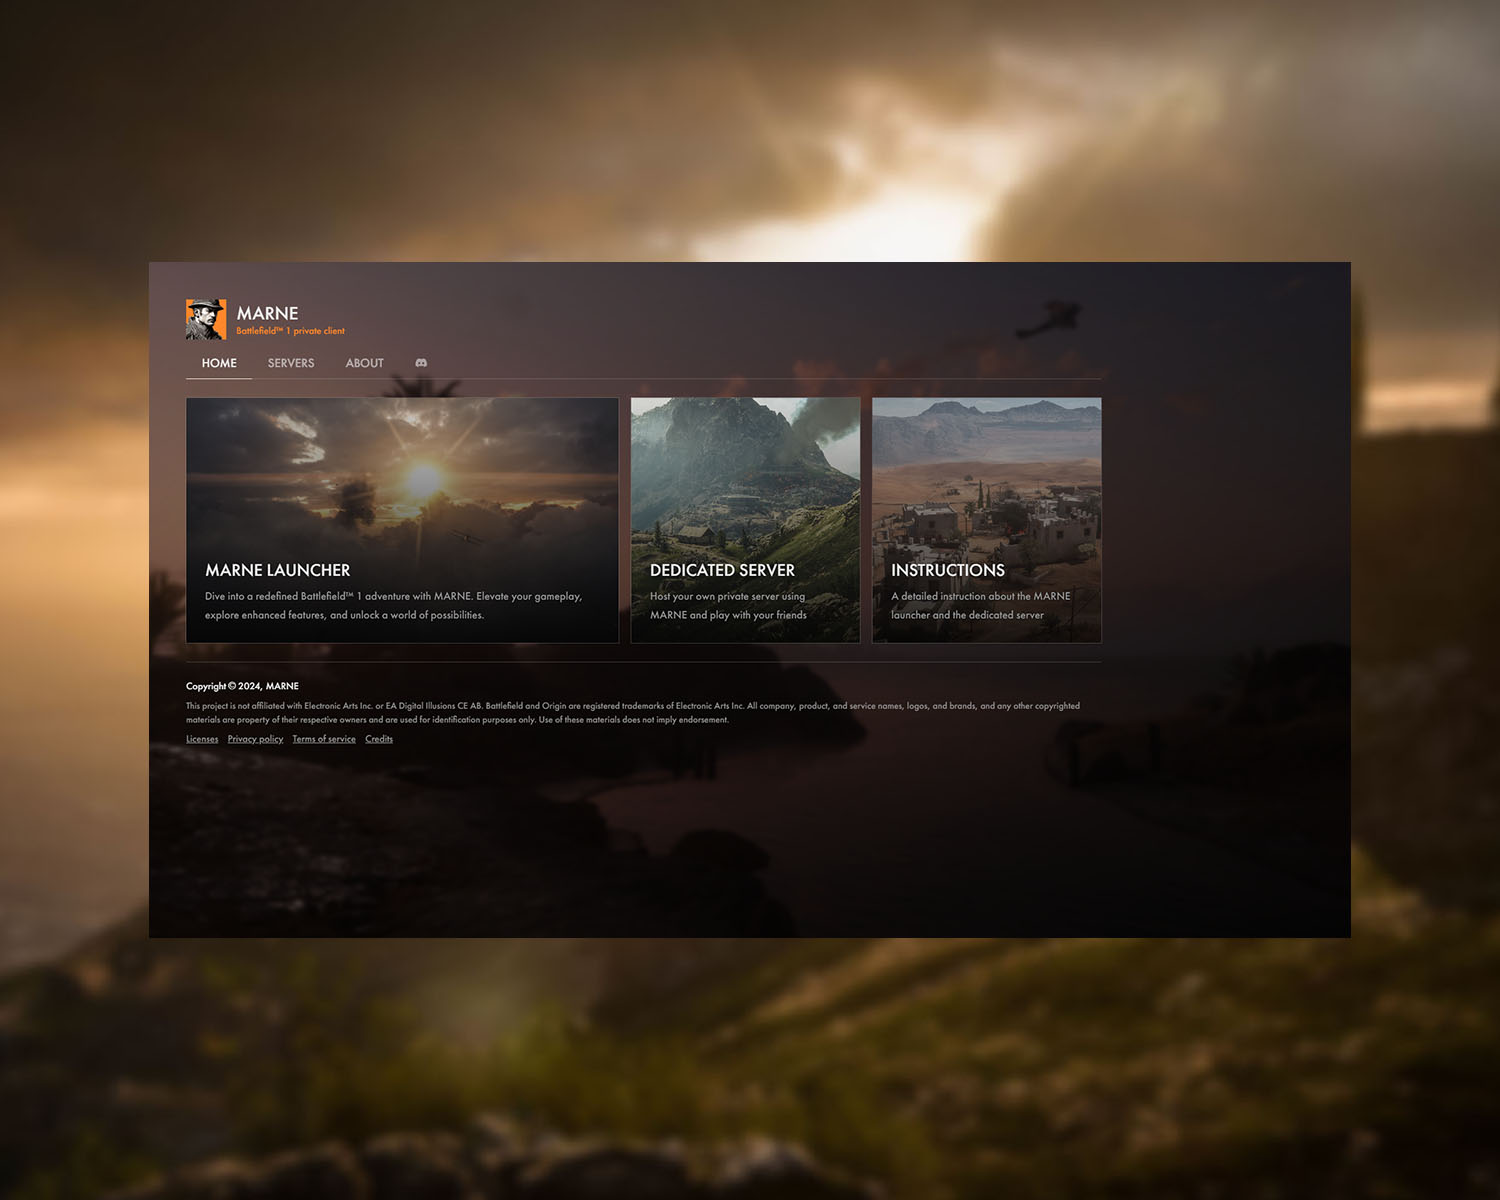 MARNE
Battlefield™ 1 private client
HOME SERVERS ABOUT
MARNE LAUNCHER
Dive into a redefined Battlefield™ 1 adventure with MARNE. Elevate your gameplay,
explore enhanced features, and unlock a world of possibilities.
DEDICATED SERVER
Host your own private server using
MARNE and play with your friends
INSTRUCTIONS
A detailed instruction about the MARNE
launcher and the dedicated server
Copyright © 2024, MARNE
This project is not affiliated with Electronic Arts Inc. or EA Digital Illusions CE AB. Battlefield and Origin are registered trademarks of Electronic Arts Inc. All company, product, and service names, logos, and brands, and any other copyrighted
materials are property of their respective owners and are used for identification purposes only. Use of these materials does not imply endorsement.
Licenses Privacy policy Terms of service Credits